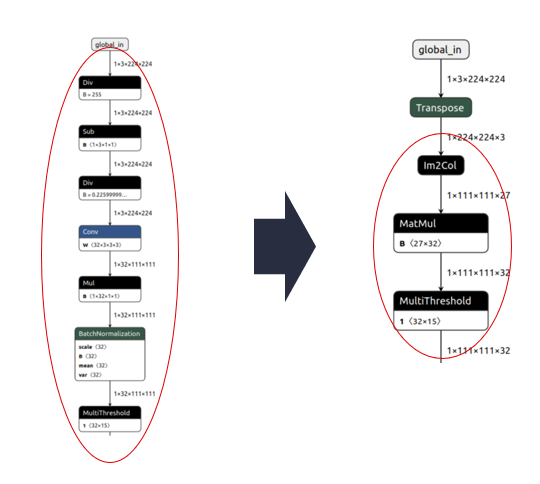 global_in
1×3×224×224
Div
B = 255
1×3×224×224
Sub
B ⟨1×3×1×1⟩
1×3×224×224
Div
B = 0.22599999...
1×3×224×224
Conv
W ⟨32×3×3×3⟩
1×32×111×111
Mul
B ⟨1×32×1×1⟩
1×32×111×111
BatchNormalization
scale ⟨32⟩
B ⟨32⟩
mean ⟨32⟩
var ⟨32⟩
1×32×111×111
MultiThreshold
1 ⟨32×15⟩
global_in
1×3×224×224
Transpose
1×224×224×3
Im2Col
1×111×111×27
MatMul
B ⟨27×32⟩
1×111×111×32
MultiThreshold
1 ⟨32×15⟩
1×111×111×32